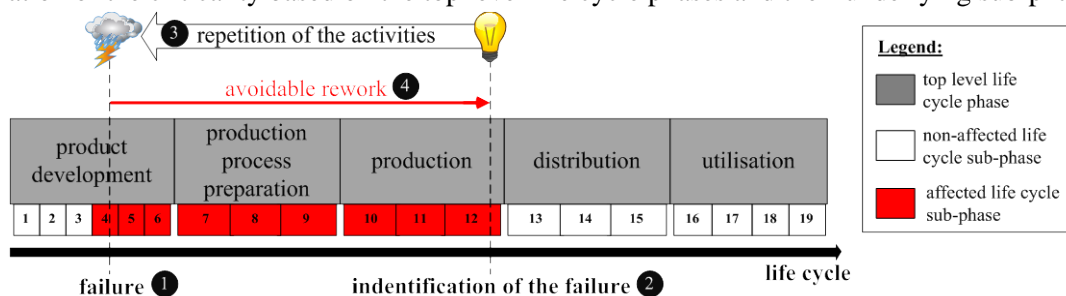 3 repetition of the activities
avoidable rework 4
product development
production process preparation
production
distribution
utilisation
1 2 3 4 5 6 7 8 9 10 11 12 13 14 15 16 17 18 19
life cycle
failure 1
indentification of the failure 2
Legend:
top level life
cycle phase
non-affected life
cycle sub-phase
affected life cycle
sub-phase